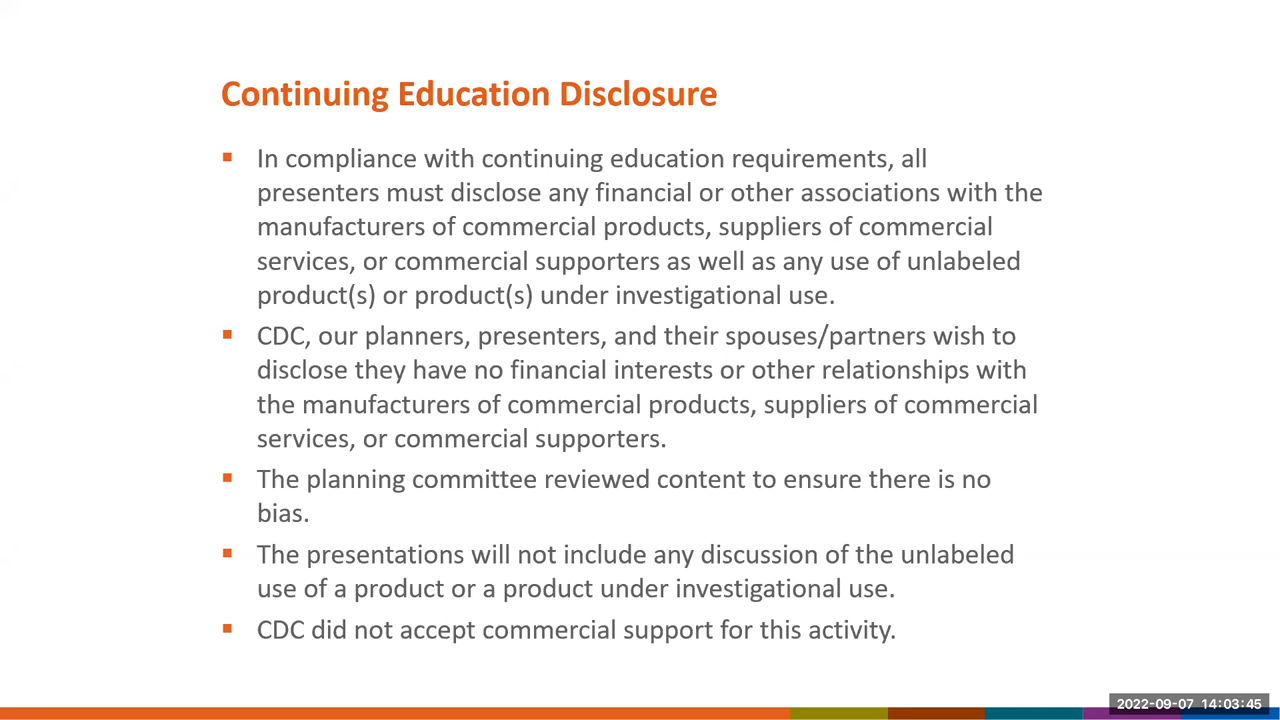 Continuing Education Disclosure
▪ In compliance with continuing education requirements, all
presenters must disclose any financial or other associations with the
manufacturers of commercial products, suppliers of commercial
services, or commercial supporters as well as any use of unlabeled
product(s) or product(s) under investigational use.
▪ CDC, our planners, presenters, and their spouses/partners wish to
disclose they have no financial interests or other relationships with
the manufacturers of commercial products, suppliers of commercial
services, or commercial supporters.
▪ The planning committee reviewed content to ensure there is no
bias.
▪ The presentations will not include any discussion of the unlabeled
use of a product or a product under investigational use.
▪ CDC did not accept commercial support for this activity.
2022-09-07 14:03:45